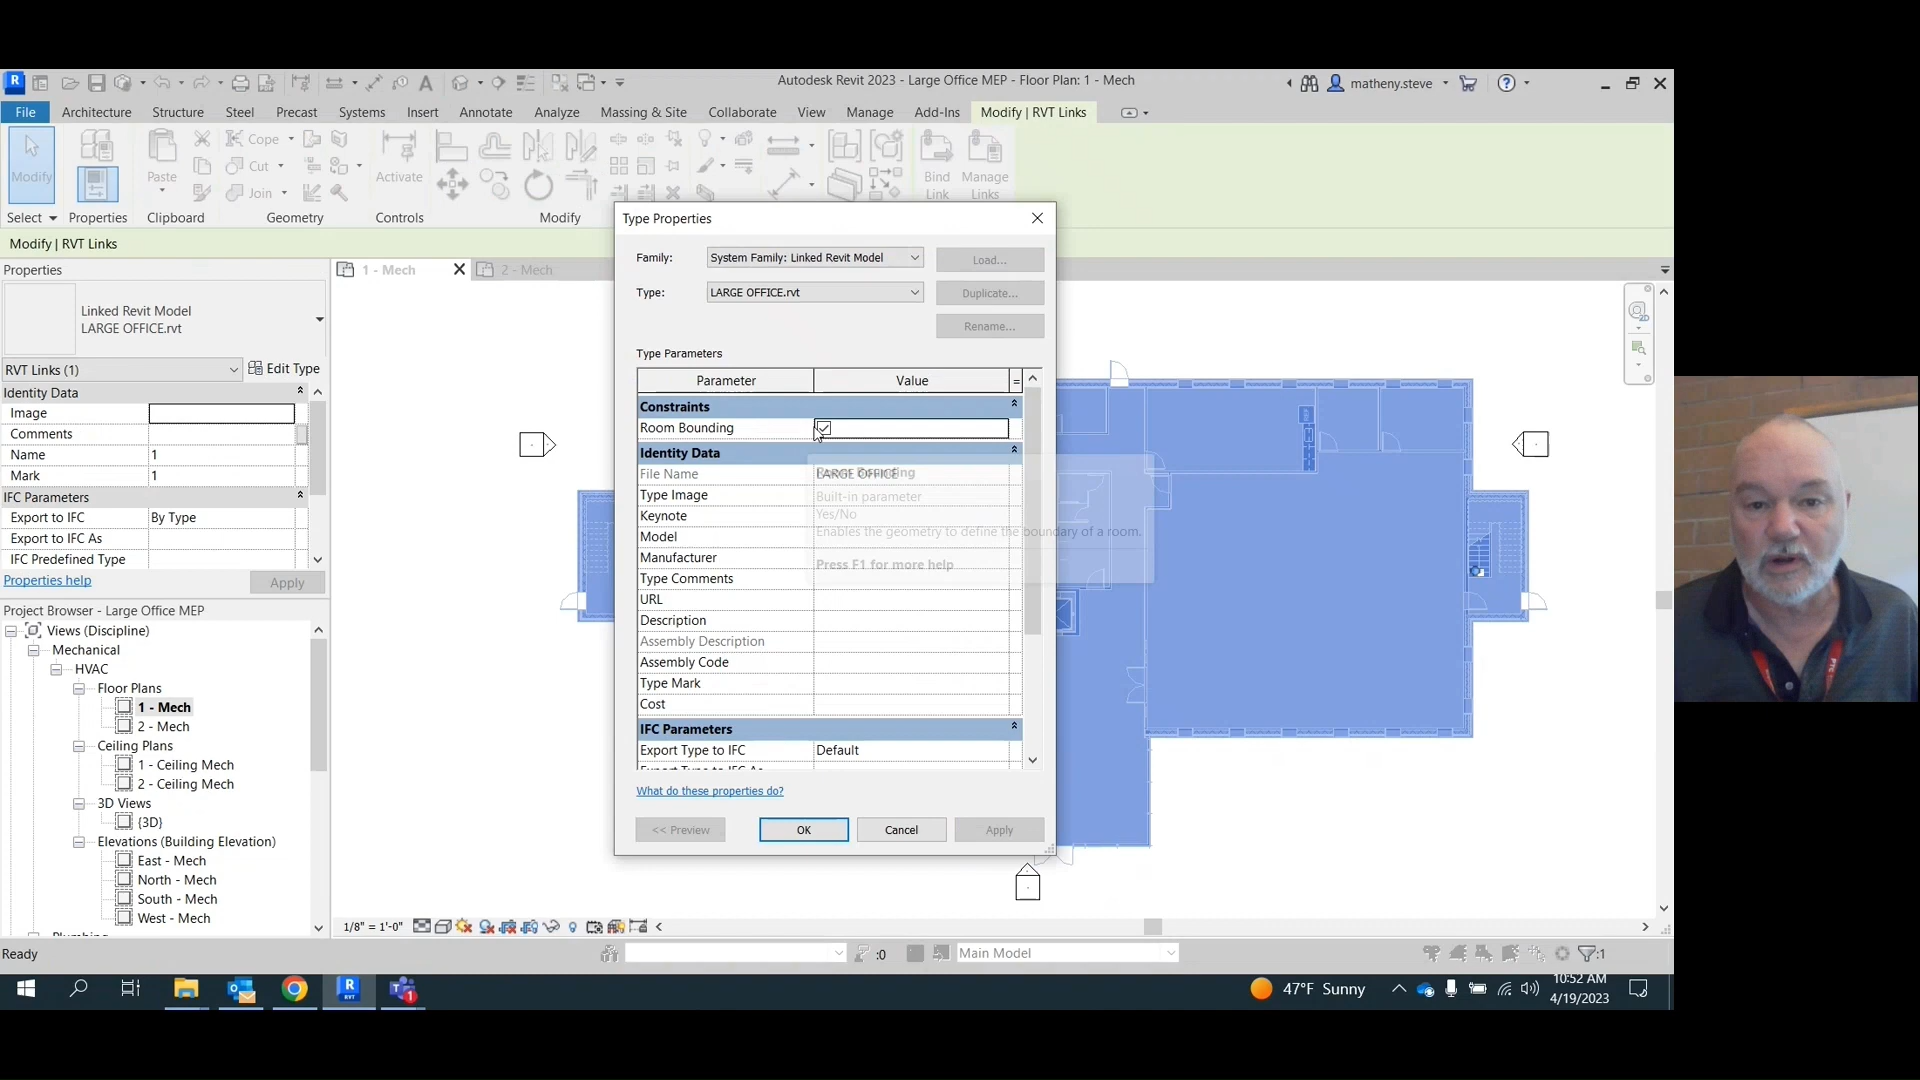 Autodesk Revit 2023 - Large Office MEP - Floor Plan: 1 - Mech
matheny.steve
File Architecture Structure Steel Precast Systems Insert Annotate Analyze Massing & Site Collaborate View Manage Add-Ins Modify | RVT Links
Modify
Paste
Cope
Cut
Join
Activate
Bind Link
Manage Links
Select Properties Clipboard Geometry Controls Modify
Modify | RVT Links
Properties
Linked Revit Model
LARGE OFFICE.rvt
RVT Links (1) Edit Type
Identity Data
Image
Comments
Name 1
Mark 1
IFC Parameters
Export to IFC By Type
Export to IFC As
IFC Predefined Type
Properties help Apply
Project Browser - Large Office MEP
Views (Discipline)
Mechanical
HVAC
Floor Plans
1 - Mech
2 - Mech
Ceiling Plans
1 - Ceiling Mech
2 - Ceiling Mech
3D Views
{3D}
Elevations (Building Elevation)
East - Mech
North - Mech
South - Mech
West - Mech
1 - Mech 2 - Mech
Type Properties
Family: System Family: Linked Revit Model Load...
Type: LARGE OFFICE.rvt Duplicate...
Rename...
Type Parameters
Parameter Value =
Constraints
Room Bounding
Identity Data
File Name LARGE OFFICE
Type Image
Keynote
Model
Manufacturer
Type Comments
URL
Description
Assembly Description
Assembly Code
Type Mark
Cost
IFC Parameters
Export Type to IFC Default
Built-in parameter
Yes/No
Enables the geometry to define the boundary of a room.
Press F1 for more help
What do these properties do?
<< Preview OK Cancel Apply
1/8" = 1'-0"
Ready :0 Main Model :1
47°F Sunny
10:52 AM
4/19/2023